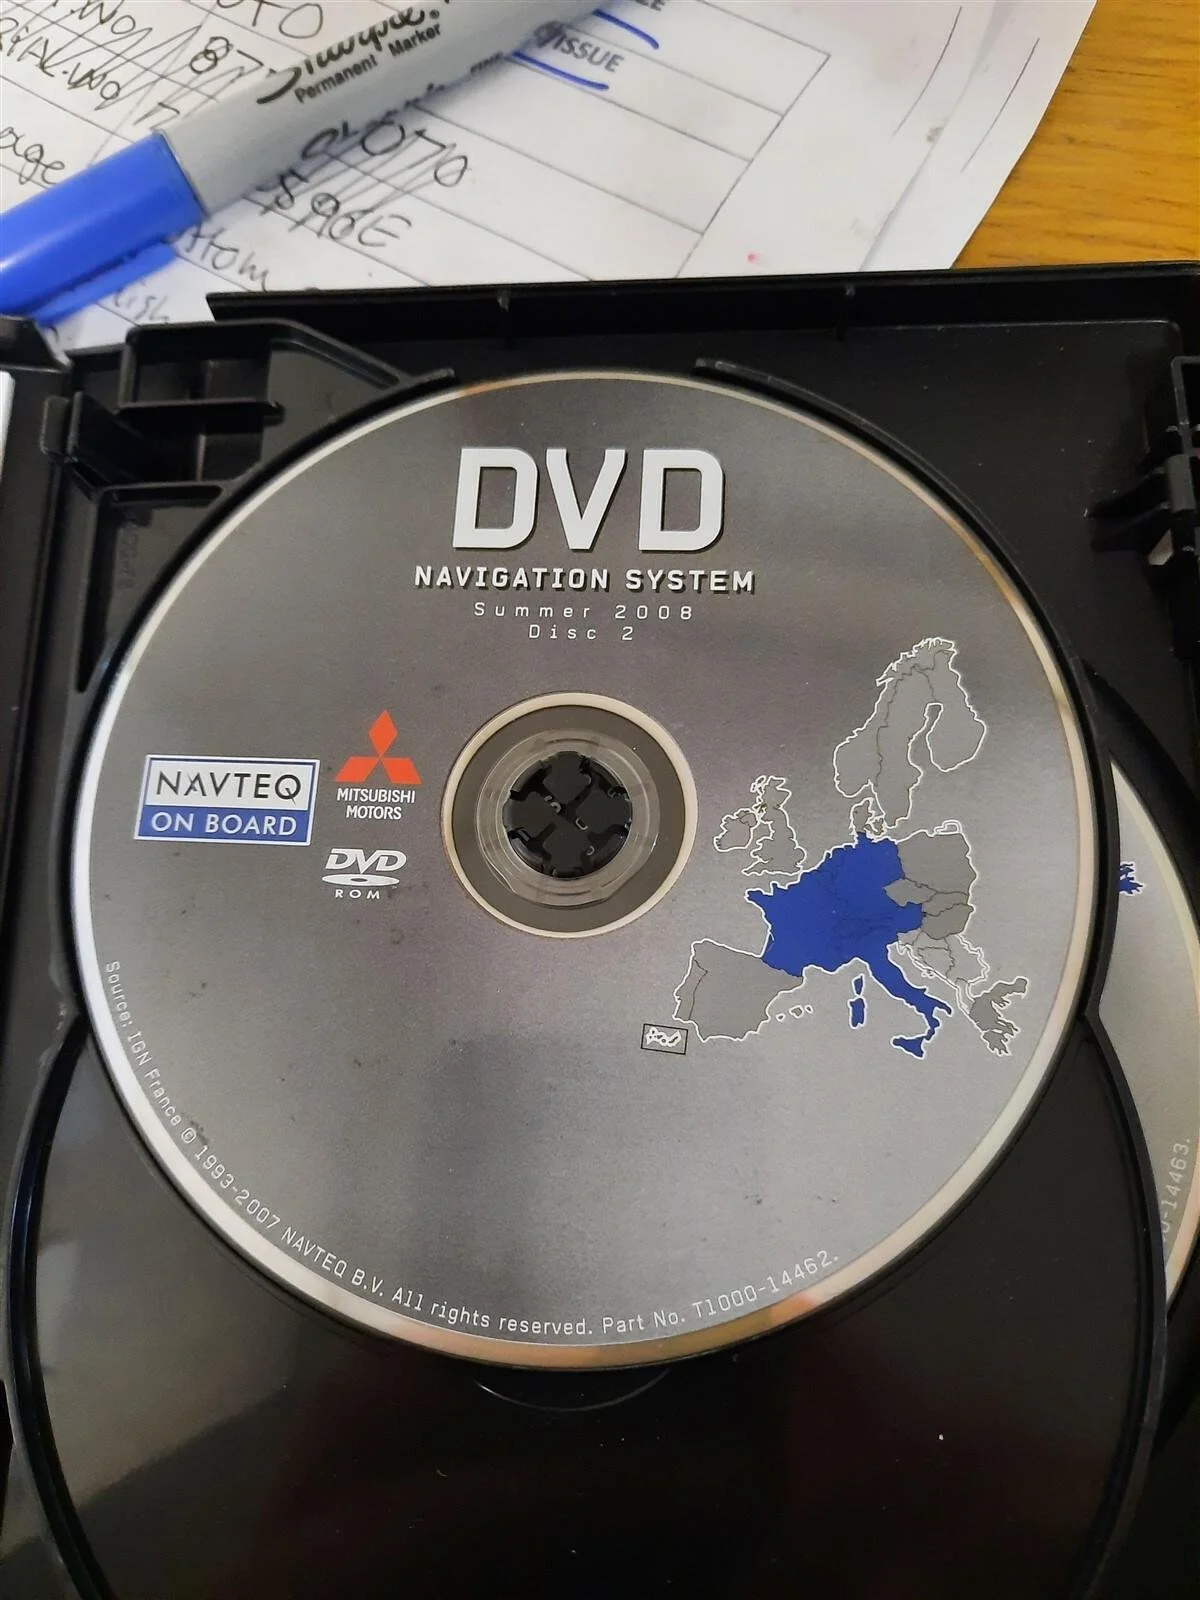 Sharpie.
Permanent Marker
ISSUE
DVD
NAVIGATION SYSTEM
Summer 2008
Disc 2
NAVTEQ
ON BOARD
MITSUBISHI
MOTORS
DVD
ROM
Source: IGN France © 1993-2007 NAVTEQ B.V. All rights reserved. Part No. T1000-14462.
-14463.